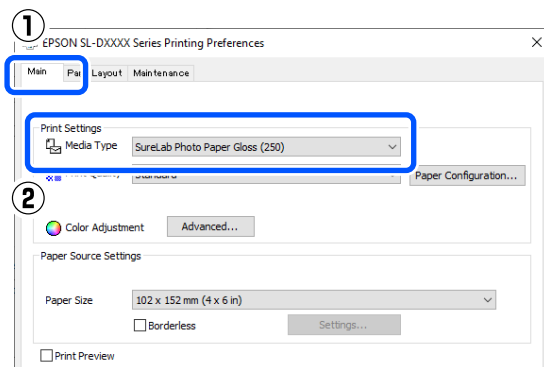 ①
EPSON SL-DXXXX Series Printing Preferences
Main Layout Maintenance
Print Settings
Media Type SureLab Photo Paper Gloss (250)
Paper Configuration...
②
Color Adjustment Advanced...
Paper Source Settings
Paper Size 102 x 152 mm (4 x 6 in)
Borderless Settings...
Print Preview